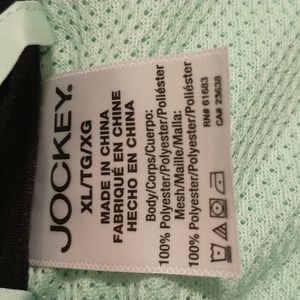 JOCKEY®
XL/TG/XG
MADE IN CHINA
FABRIQUÉ EN CHINE
HECHO EN CHINA
Body/Corps/Cuerpo:
100% Polyester/Polyester/Poliéster
Mesh/Maille/Malla:
100% Polyester/Polyester/Poliéster
RN# 61683
CA# 23638